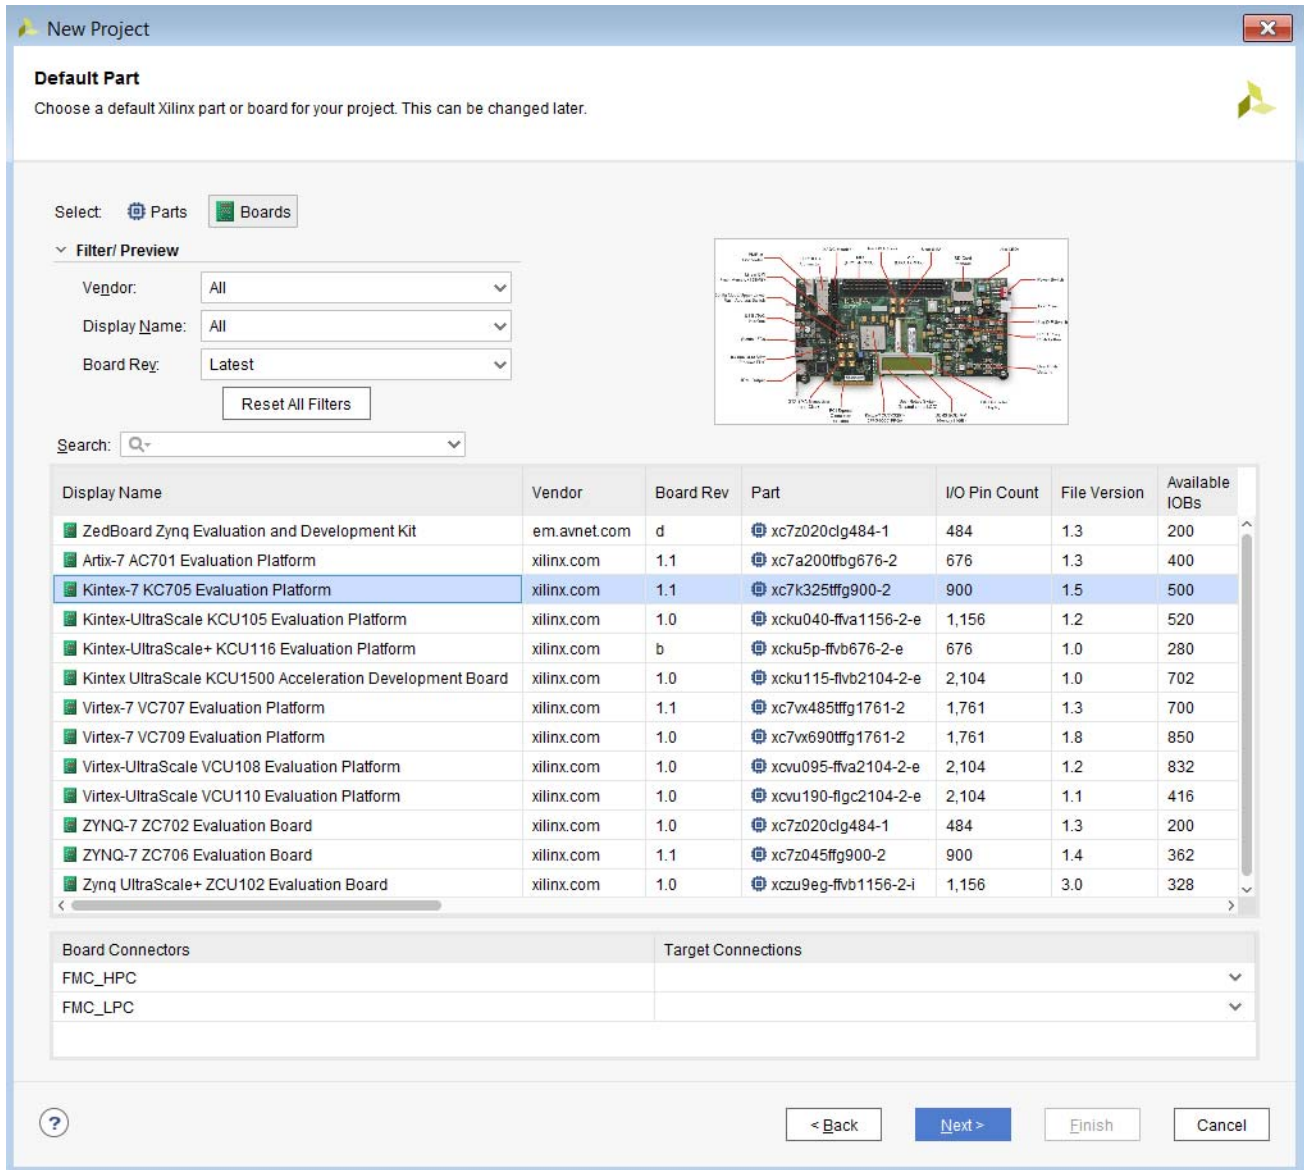 New Project
Default Part
Choose a default Xilinx part or board for your project. This can be changed later.
Select: Parts Boards
Filter/ Preview
Vendor: All
Display Name: All
Board Rev: Latest
Reset All Filters
Search:
Display Name Vendor Board Rev Part I/O Pin Count File Version Available IOBs
ZedBoard Zynq Evaluation and Development Kit em.avnet.com d xc7z020clg484-1 484 1.3 200
Artix-7 AC701 Evaluation Platform xilinx.com 1.1 xc7a200tfbg676-2 676 1.3 400
Kintex-7 KC705 Evaluation Platform xilinx.com 1.1 xc7k325tffg900-2 900 1.5 500
Kintex-UltraScale KCU105 Evaluation Platform xilinx.com 1.0 xcku040-ffva1156-2-e 1,156 1.2 520
Kintex-UltraScale+ KCU116 Evaluation Platform xilinx.com b xcku5p-ffvb676-2-e 676 1.0 280
Kintex UltraScale KCU1500 Acceleration Development Board xilinx.com 1.0 xcku115-flvb2104-2-e 2,104 1.0 702
Virtex-7 VC707 Evaluation Platform xilinx.com 1.1 xc7vx485tffg1761-2 1,761 1.3 700
Virtex-7 VC709 Evaluation Platform xilinx.com 1.0 xc7vx690tffg1761-2 1,761 1.8 850
Virtex-UltraScale VCU108 Evaluation Platform xilinx.com 1.0 xcvu095-ffva2104-2-e 2,104 1.2 832
Virtex-UltraScale VCU110 Evaluation Platform xilinx.com 1.0 xcvu190-flgc2104-2-e 2,104 1.1 416
ZYNQ-7 ZC702 Evaluation Board xilinx.com 1.0 xc7z020clg484-1 484 1.3 200
ZYNQ-7 ZC706 Evaluation Board xilinx.com 1.1 xc7z045ffg900-2 900 1.4 362
Zynq UltraScale+ ZCU102 Evaluation Board xilinx.com 1.0 xczu9eg-ffvb1156-2-i 1,156 3.0 328
Board Connectors Target Connections
FMC_HPC
FMC_LPC
? < Back Next > Finish Cancel